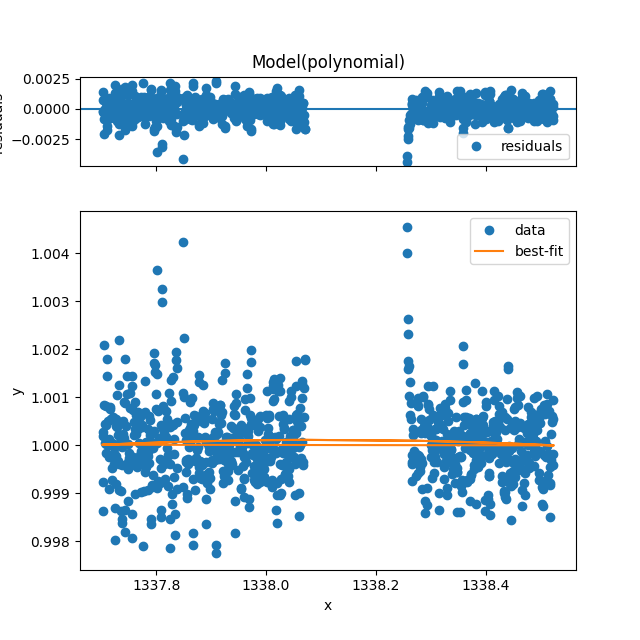 Model(polynomial)
0.0025
0.0000
−0.0025
residuals
residuals
1.004
1.003
1.002
1.001
1.000
0.999
0.998
y
data
best-fit
1337.8
1338.0
1338.2
1338.4
x